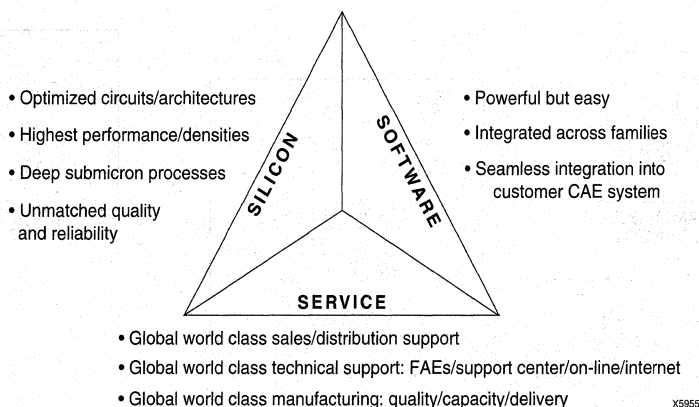 • Optimized circuits/architectures
• Highest performance/densities
• Deep submicron processes
• Unmatched quality
and reliability
SILICON
SOFTWARE
• Powerful but easy
• Integrated across families
• Seamless integration into
customer CAE system
SERVICE
• Global world class sales/distribution support
• Global world class technical support: FAEs/support center/on-line/internet
• Global world class manufacturing: quality/capacity/delivery
X5955